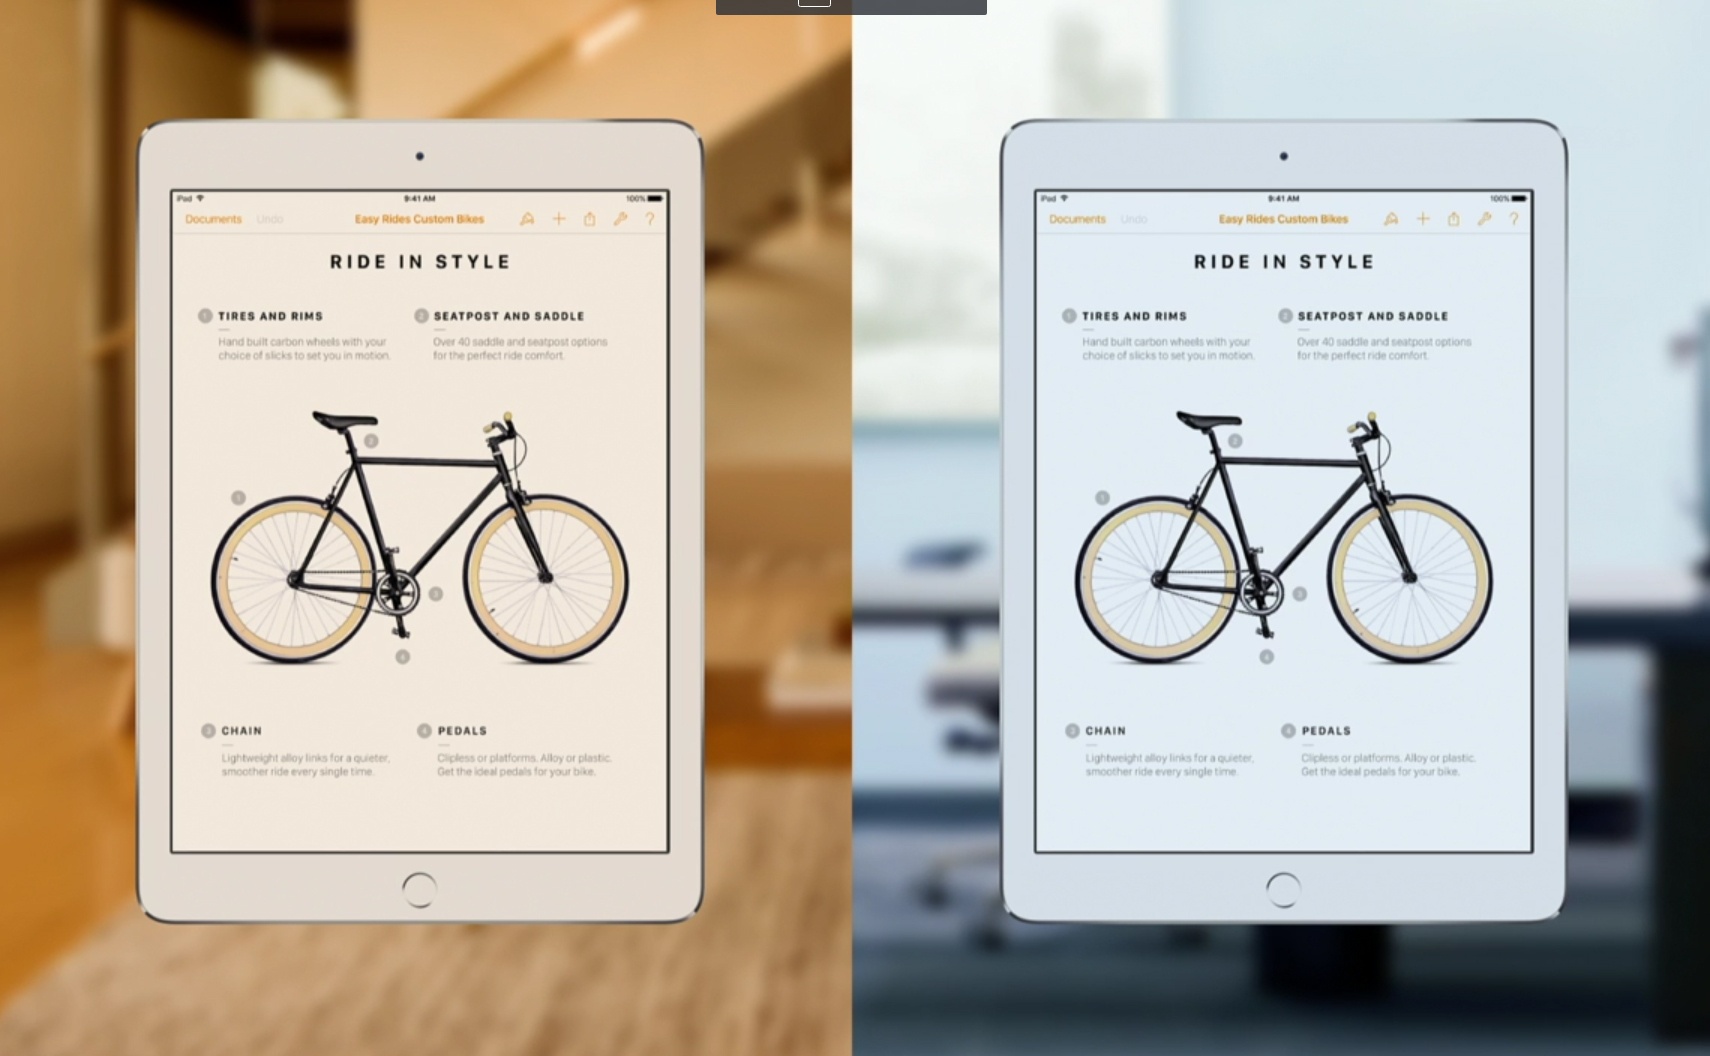 iPad 9:41 AM 100%
Documents Undo Easy Rides Custom Bikes ?
RIDE IN STYLE
1 TIRES AND RIMS
Hand built carbon wheels with your
choice of slicks to set you in motion.
2 SEATPOST AND SADDLE
Over 40 saddle and seatpost options
for the perfect ride comfort.
2
1
3
4
3 CHAIN
Lightweight alloy links for a quieter,
smoother ride every single time.
4 PEDALS
Clipless or platforms. Alloy or plastic.
Get the ideal pedals for your bike.
iPad 9:41 AM 100%
Documents Undo Easy Rides Custom Bikes ?
RIDE IN STYLE
1 TIRES AND RIMS
Hand built carbon wheels with your
choice of slicks to set you in motion.
2 SEATPOST AND SADDLE
Over 40 saddle and seatpost options
for the perfect ride comfort.
2
1
3
4
3 CHAIN
Lightweight alloy links for a quieter,
smoother ride every single time.
4 PEDALS
Clipless or platforms. Alloy or plastic.
Get the ideal pedals for your bike.